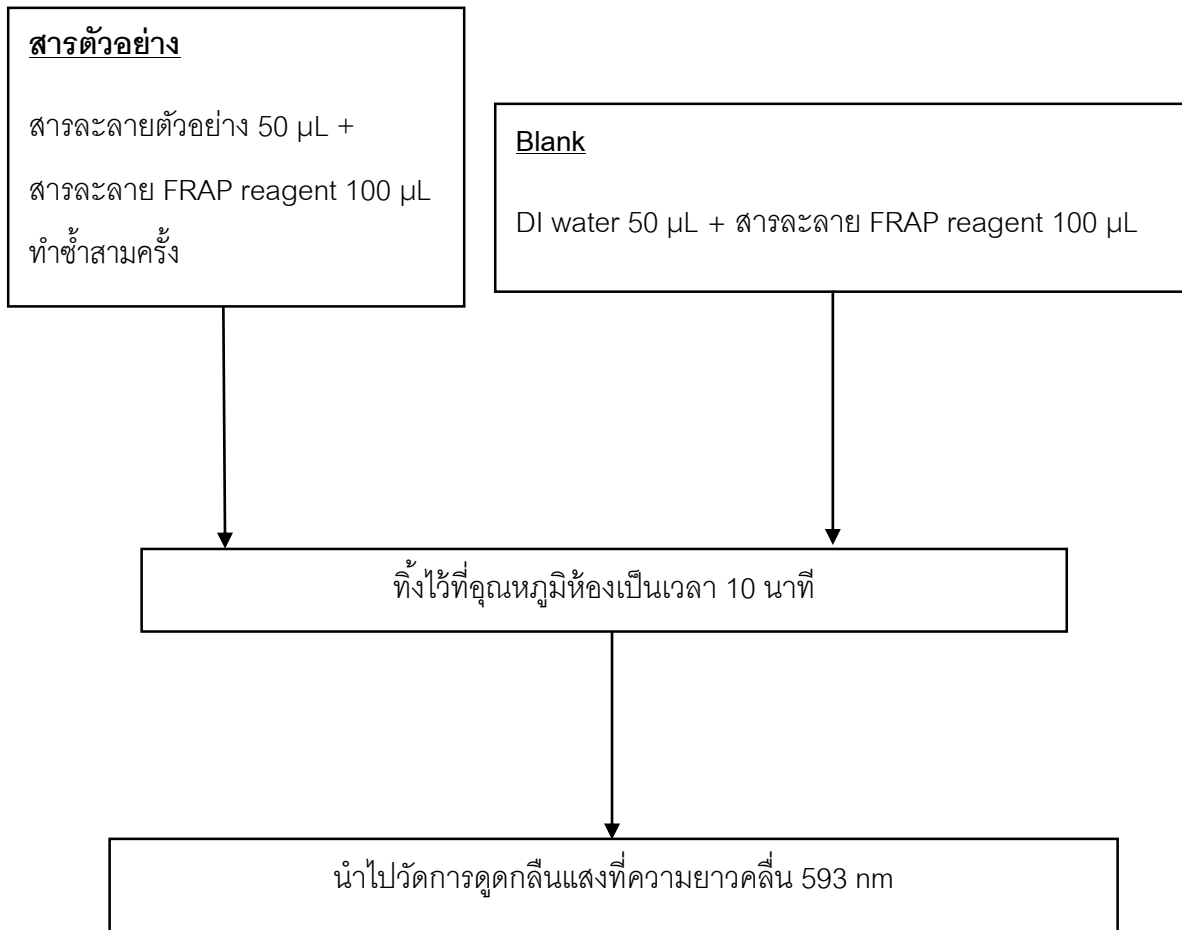 สารตัวอย่าง
สารละลายตัวอย่าง 50 µL +
สารละลาย FRAP reagent 100 µL
ทำซ้ำสามครั้ง
Blank
DI water 50 µL + สารละลาย FRAP reagent 100 µL
ทิ้งไว้ที่อุณหภูมิห้องเป็นเวลา 10 นาที
นำไปวัดการดูดกลืนแสงที่ความยาวคลื่น 593 nm